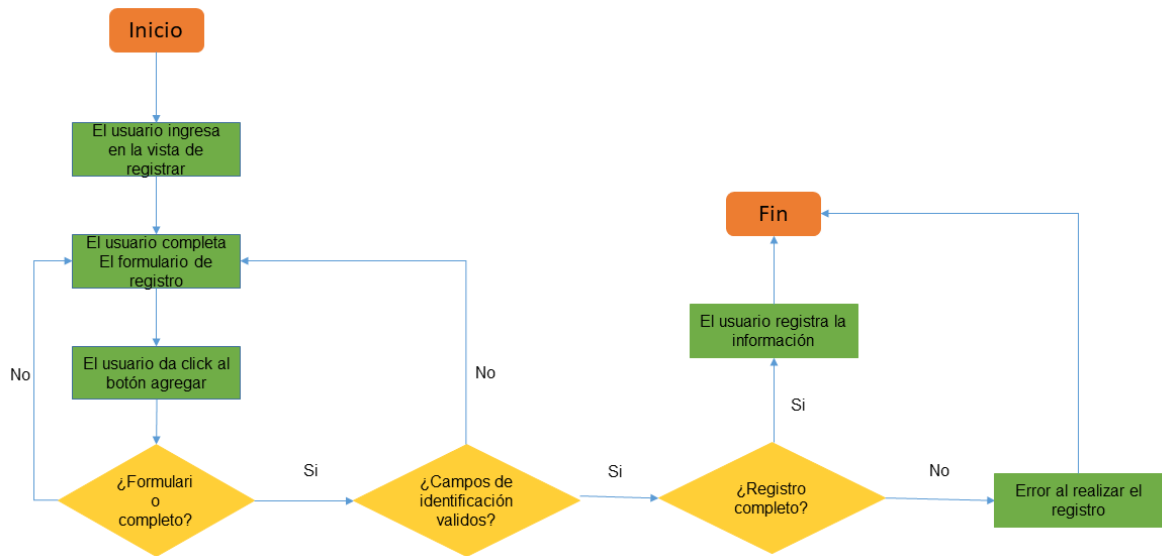 Inicio
El usuario ingresa
en la vista de
registrar
El usuario completa
El formulario de
registro
El usuario da click al
botón agregar
No
¿Formulari
o
completo?
Si
No
¿Campos de
identificación
validos?
Si
¿Registro
completo?
Si
El usuario registra la
información
Fin
No
Error al realizar el
registro